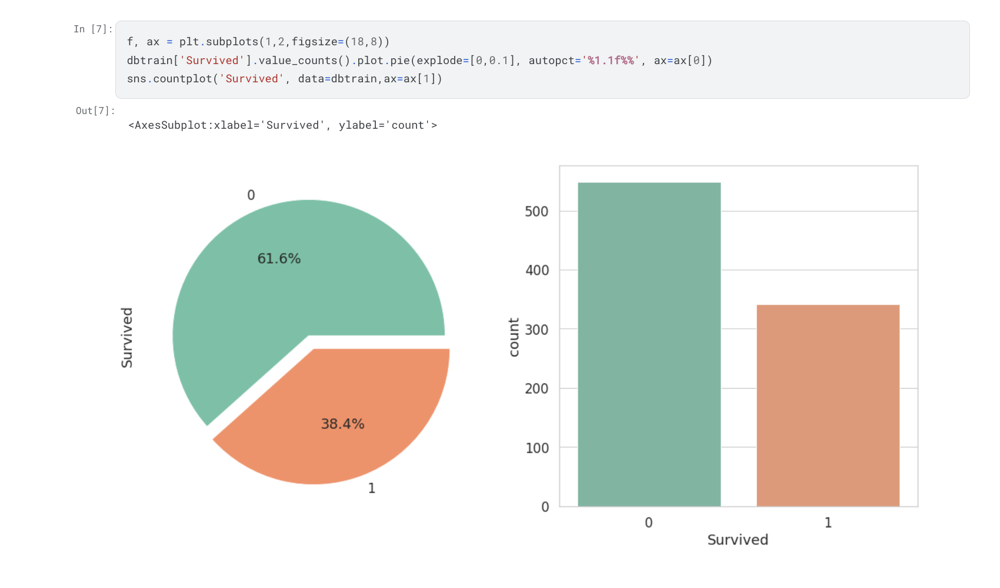 In [7]:
f, ax = plt.subplots(1,2,figsize=(18,8))
dbtrain['Survived'].value_counts().plot.pie(explode=[0,0.1], autopct='%1.1f%%', ax=ax[0])
sns.countplot('Survived', data=dbtrain,ax=ax[1])
Out[7]:
<AxesSubplot:xlabel='Survived', ylabel='count'>
0
61.6%
Survived
38.4%
1
500
400
300
200
100
0
count
0 1
Survived